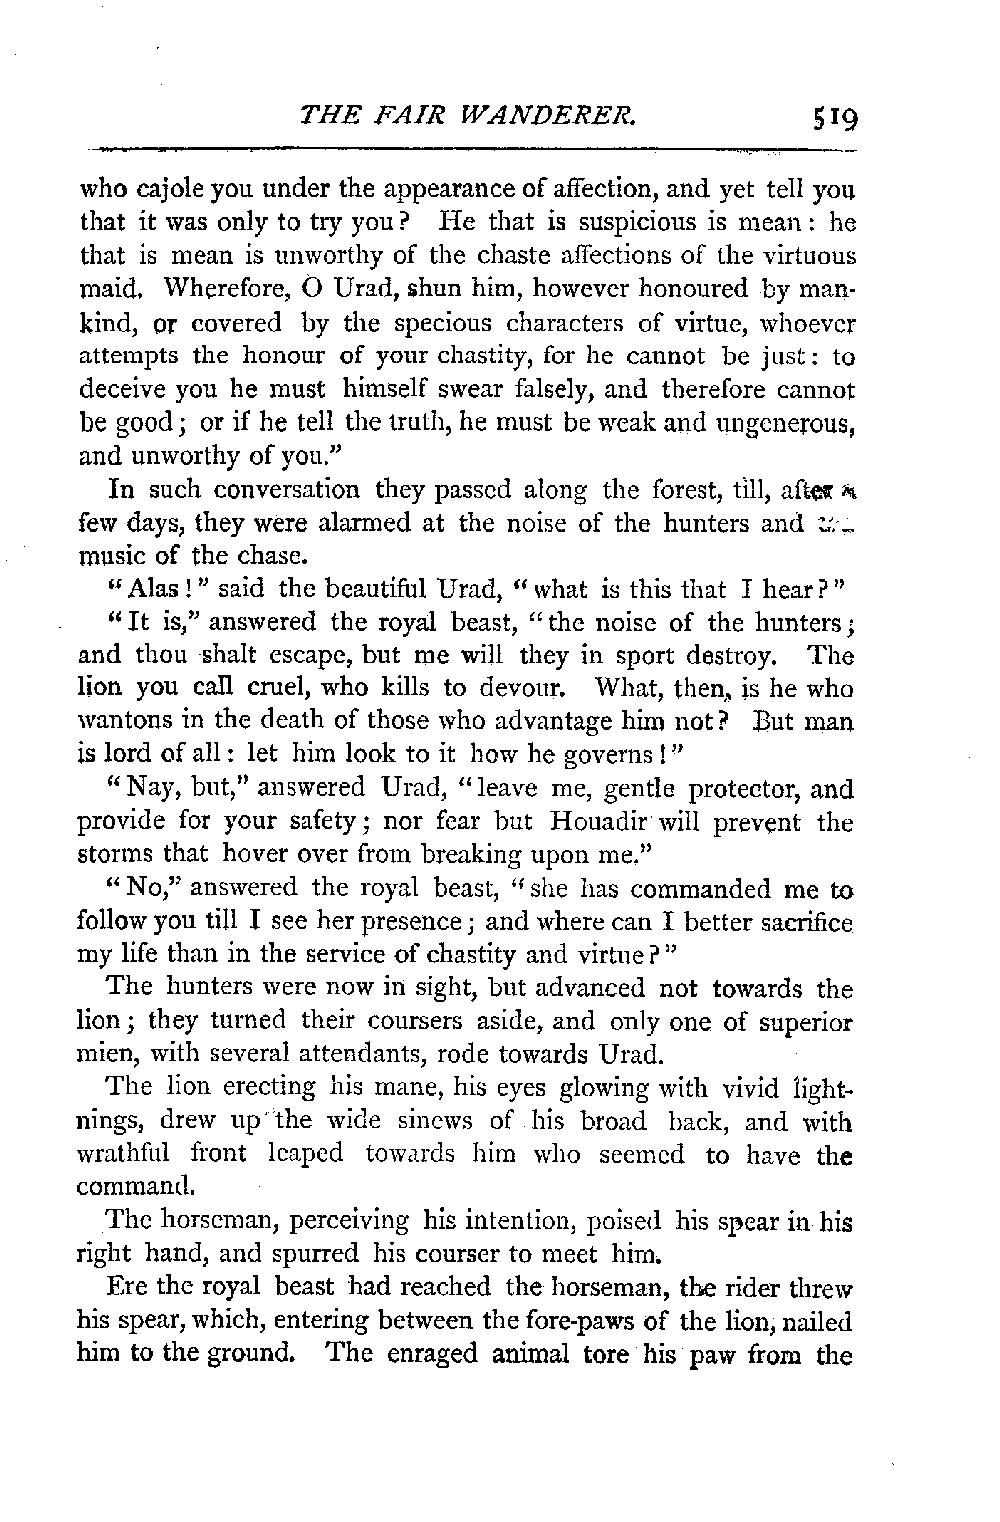 THE FAIR WANDERER. 519
who cajole you under the appearance of affection, and yet tell you
that it was only to try you? He that is suspicious is mean: he
that is mean is unworthy of the chaste affections of the virtuous
maid. Wherefore, O Urad, shun him, however honoured by man-
kind, or covered by the specious characters of virtue, whoever
attempts the honour of your chastity, for he cannot be just: to
deceive you he must himself swear falsely, and therefore cannot
be good; or if he tell the truth, he must be weak and ungenerous,
and unworthy of you."
In such conversation they passed along the forest, till, after
few days, they were alarmed at the noise of the hunters and
music of the chase.
"Alas!" said the beautiful Urad, "what is this that I hear?"
"It is," answered the royal beast, "the noise of the hunters;
and thou shalt escape, but me will they in sport destroy. The
lion you call cruel, who kills to devour. What, then, is he who
wantons in the death of those who advantage him not? But man
is lord of all: let him look to it how he governs!"
"Nay, but," answered Urad, "leave me, gentle protector, and
provide for your safety; nor fear but Houadir will prevent the
storms that hover over from breaking upon me."
"No," answered the royal beast, "she has commanded me to
follow you till I see her presence; and where can I better sacrifice
my life than in the service of chastity and virtue?"
The hunters were now in sight, but advanced not towards the
lion; they turned their coursers aside, and only one of superior
mien, with several attendants, rode towards Urad.
The lion erecting his mane, his eyes glowing with vivid light-
nings, drew up the wide sinews of his broad back, and with
wrathful front leaped towards him who seemed to have the
command.
The horseman, perceiving his intention, poised his spear in his
right hand, and spurred his courser to meet him.
Ere the royal beast had reached the horseman, the rider threw
his spear, which, entering between the fore-paws of the lion, nailed
him to the ground. The enraged animal tore his paw from the